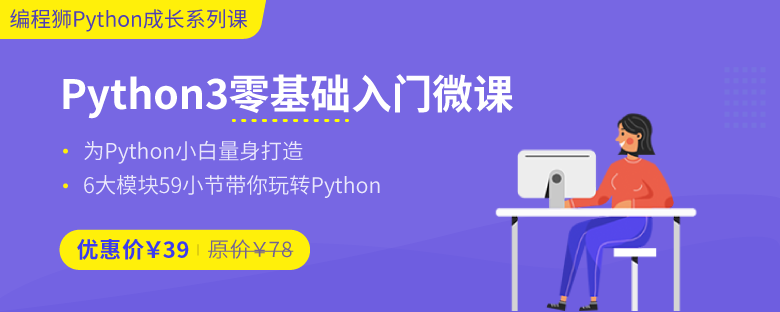 编程狮Python成长系列课
Python3零基础入门微课
• 为Python小白量身打造
• 6大模块59小节带你玩转Python
优惠价¥39 | 原价¥78